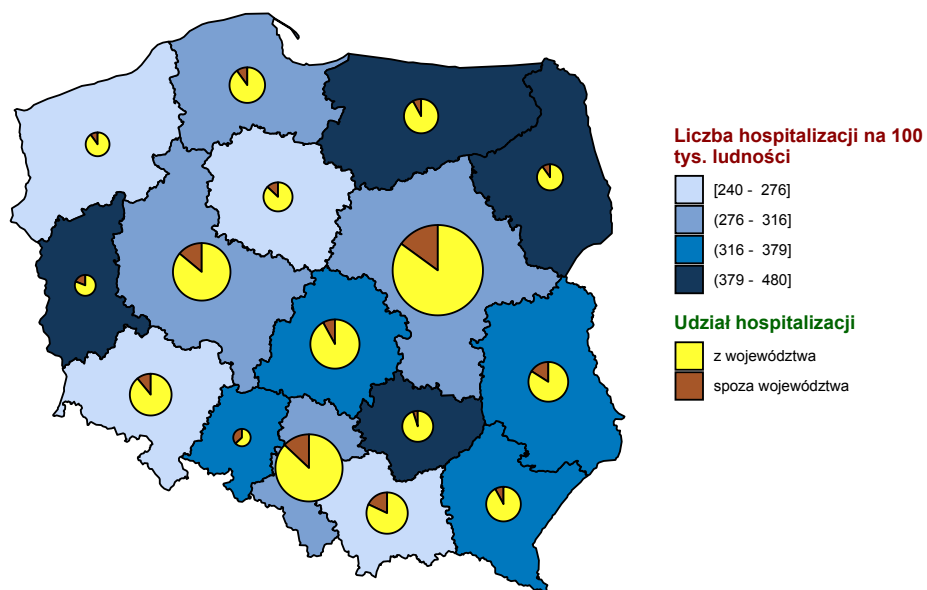 Liczba hospitalizacji na 100
tys. ludności
[240 - 276]
(276 - 316]
(316 - 379]
(379 - 480]
Udział hospitalizacji
z województwa
spoza województwa